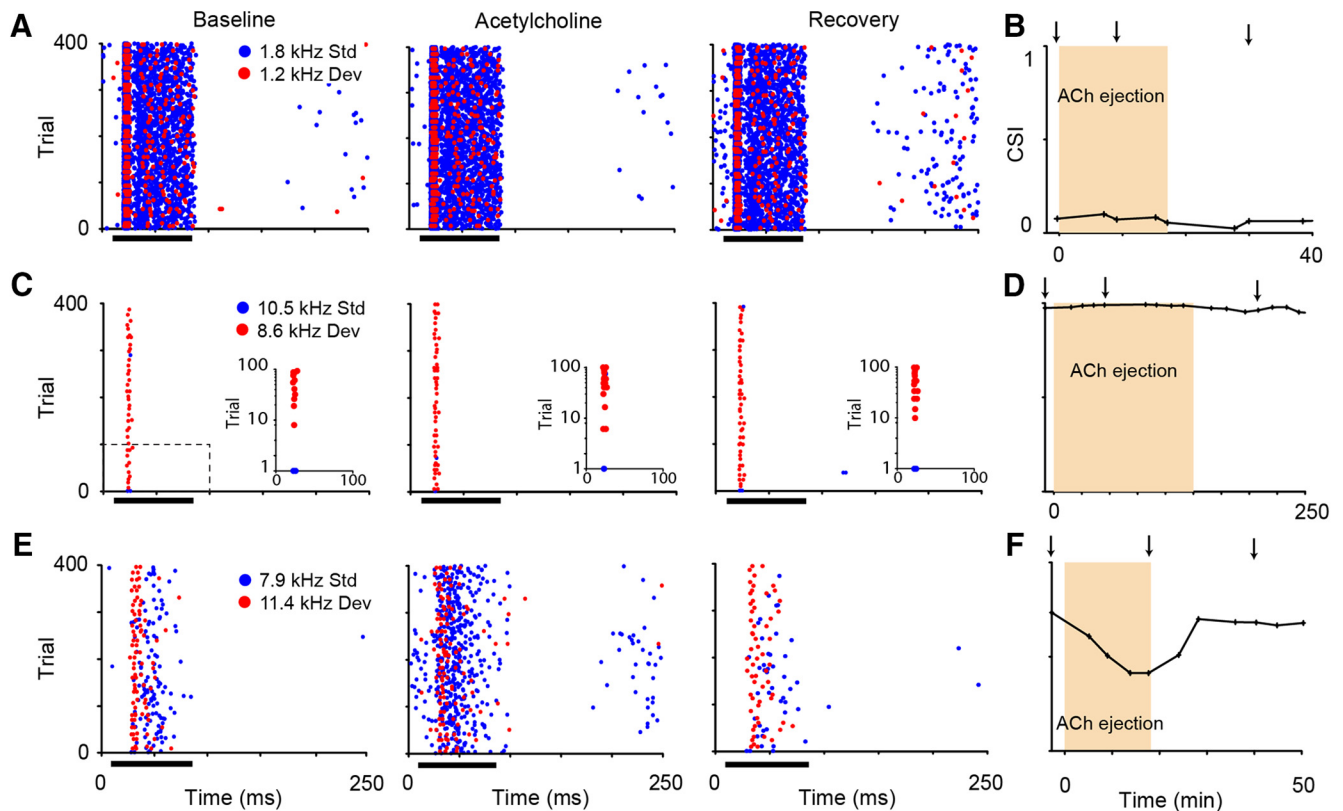 Baseline
Acetylcholine
Recovery
A
400
Trial
0
1.8 kHz Std
1.2 kHz Dev
B
1
CSI
0
ACh ejection
0
40
C
400
Trial
0
10.5 kHz Std
8.6 kHz Dev
100
Trial
10
1
0
100
100
Trial
10
1
0
100
100
Trial
10
1
0
100
D
ACh ejection
0
250
E
400
Trial
0
7.9 kHz Std
11.4 kHz Dev
0
250
Time (ms)
0
250
Time (ms)
0
250
Time (ms)
F
ACh ejection
0
50
Time (min)